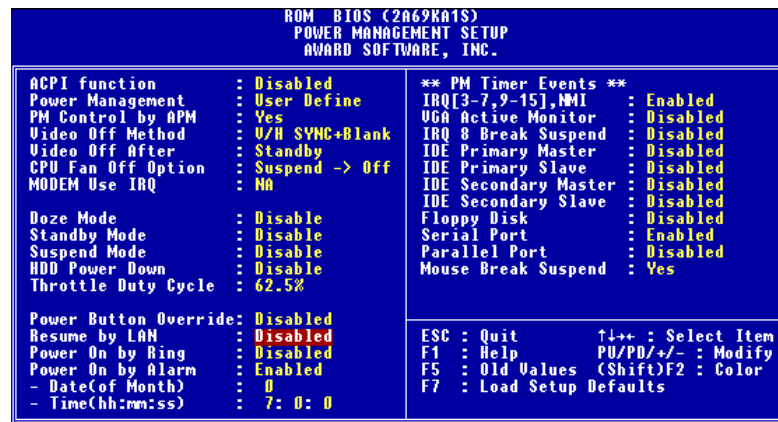 ROM BIOS (2A69KA1S)
POWER MANAGEMENT SETUP
AWARD SOFTWARE, INC.
ACPI function : Disabled
Power Management : User Define
PM Control by APM : Yes
Video Off Method : V/H SYNC+Blank
Video Off After : Standby
CPU Fan Off Option : Suspend -> Off
MODEM Use IRQ : NA
Doze Mode : Disable
Standby Mode : Disable
Suspend Mode : Disable
HDD Power Down : Disable
Throttle Duty Cycle : 62.5%
Power Button Override: Disabled
Resume by LAN : Disabled
Power On by Ring : Disabled
Power On by Alarm : Enabled
- Date(of Month) : 0
- Time(hh:mm:ss) : 7: 0: 0
** PM Timer Events **
IRQ[3-7,9-15],NMI : Enabled
VGA Active Monitor : Disabled
IRQ 8 Break Suspend : Disabled
IDE Primary Master : Disabled
IDE Primary Slave : Disabled
IDE Secondary Master : Disabled
IDE Secondary Slave : Disabled
Floppy Disk : Disabled
Serial Port : Enabled
Parallel Port : Disabled
Mouse Break Suspend : Yes
ESC : Quit ↑↓→← : Select Item
F1 : Help PU/PD/+/- : Modify
F5 : Old Values (Shift)F2 : Color
F7 : Load Setup Defaults